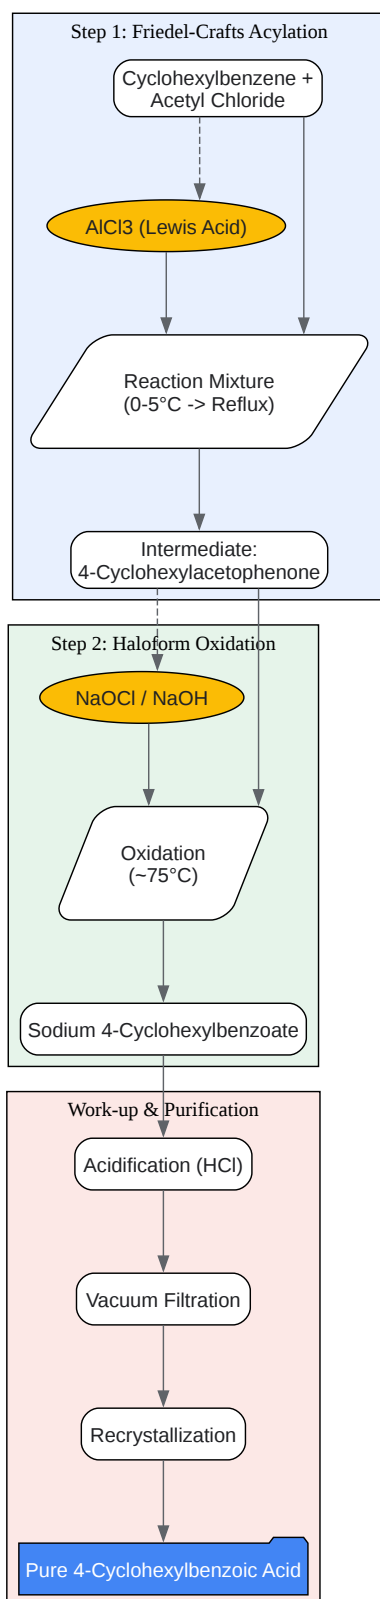 Step 1: Friedel-Crafts Acylation
Cyclohexylbenzene +
Acetyl Chloride
AlCl3 (Lewis Acid)
Reaction Mixture
(0-5°C -> Reflux)
Intermediate:
4-Cyclohexylacetophenone
Step 2: Haloform Oxidation
NaOCl / NaOH
Oxidation
(~75°C)
Sodium 4-Cyclohexylbenzoate
Work-up & Purification
Acidification (HCl)
Vacuum Filtration
Recrystallization
Pure 4-Cyclohexylbenzoic Acid